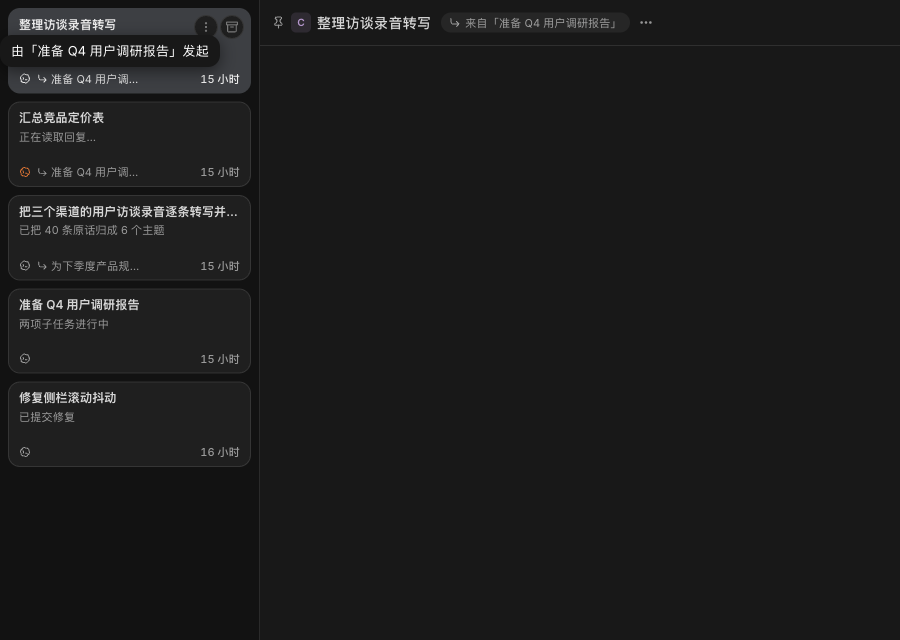 整理访谈录音转写
由「准备 Q4 用户调研报告」发起
准备 Q4 用户调... 15 小时
汇总竞品定价表
正在读取回复...
准备 Q4 用户调... 15 小时
把三个渠道的用户访谈录音逐条转写并...
已把 40 条原话归成 6 个主题
为下季度产品规... 15 小时
准备 Q4 用户调研报告
两项子任务进行中
15 小时
修复侧栏滚动抖动
已提交修复
16 小时
C 整理访谈录音转写 来自「准备 Q4 用户调研报告」